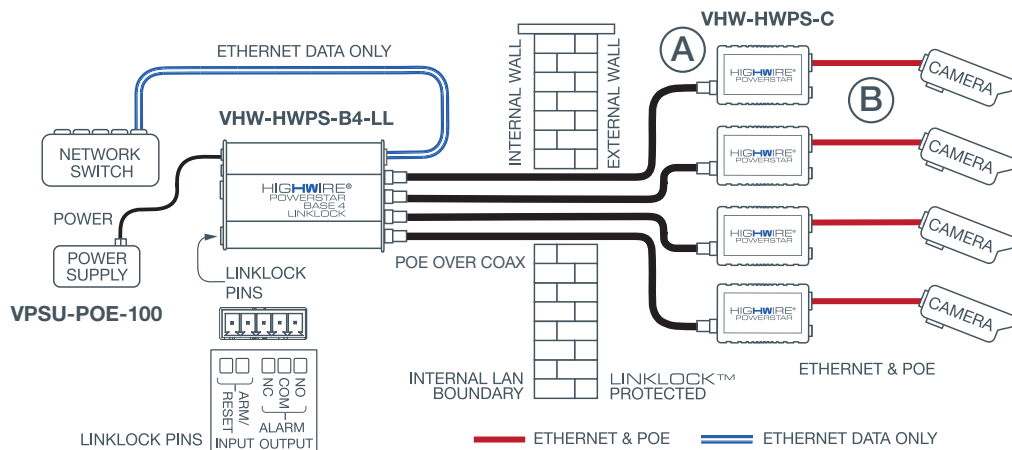 VHW-HWPS-C
ETHERNET DATA ONLY
A
HIGHWIRE®
POWERSTAR
CAMERA
INTERNAL WALL
EXTERNAL WALL
B
VHW-HWPS-B4-LL
NETWORK
SWITCH
HIGHWIRE®
POWERSTAR
CAMERA
HIGHWIRE®
POWERSTAR
BASE 4
LINKLOCK
POWER
HIGHWIRE®
POWERSTAR
CAMERA
POWER
SUPPLY
POE OVER COAX
LINKLOCK
PINS
VPSU-POE-100
HIGHWIRE®
POWERSTAR
CAMERA
ETHERNET & POE
INTERNAL LAN
BOUNDARY
LINKLOCK™
PROTECTED
ARM/
RESET
NC
COM
NO
LINKLOCK PINS
INPUT
ALARM
OUTPUT
ETHERNET & POE
ETHERNET DATA ONLY